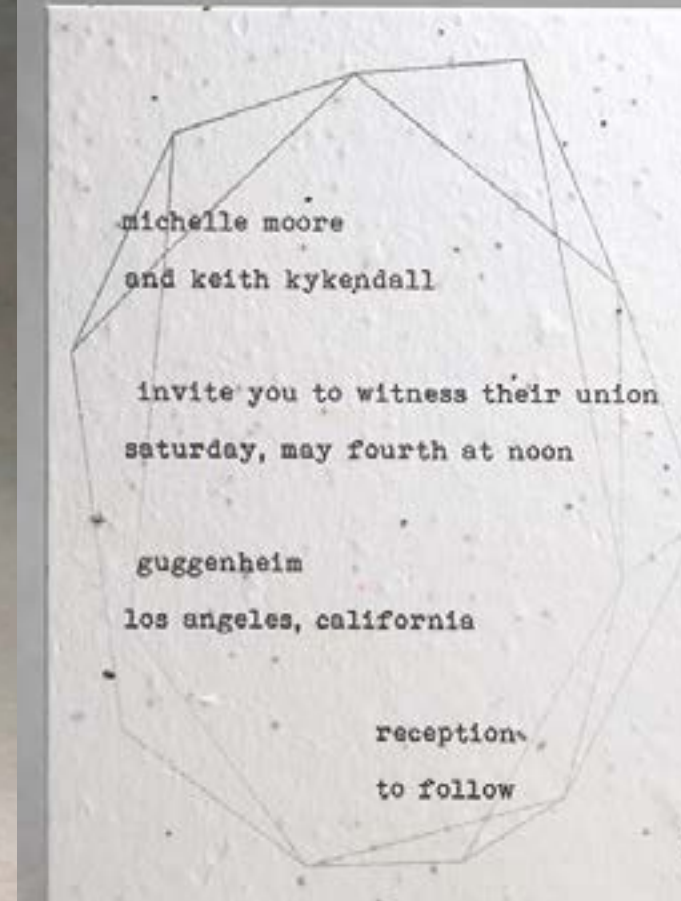 michelle moore
and keith kykendall
invite you to witness their union
saturday, may fourth at noon
guggenheim
los angeles, california
reception
to follow